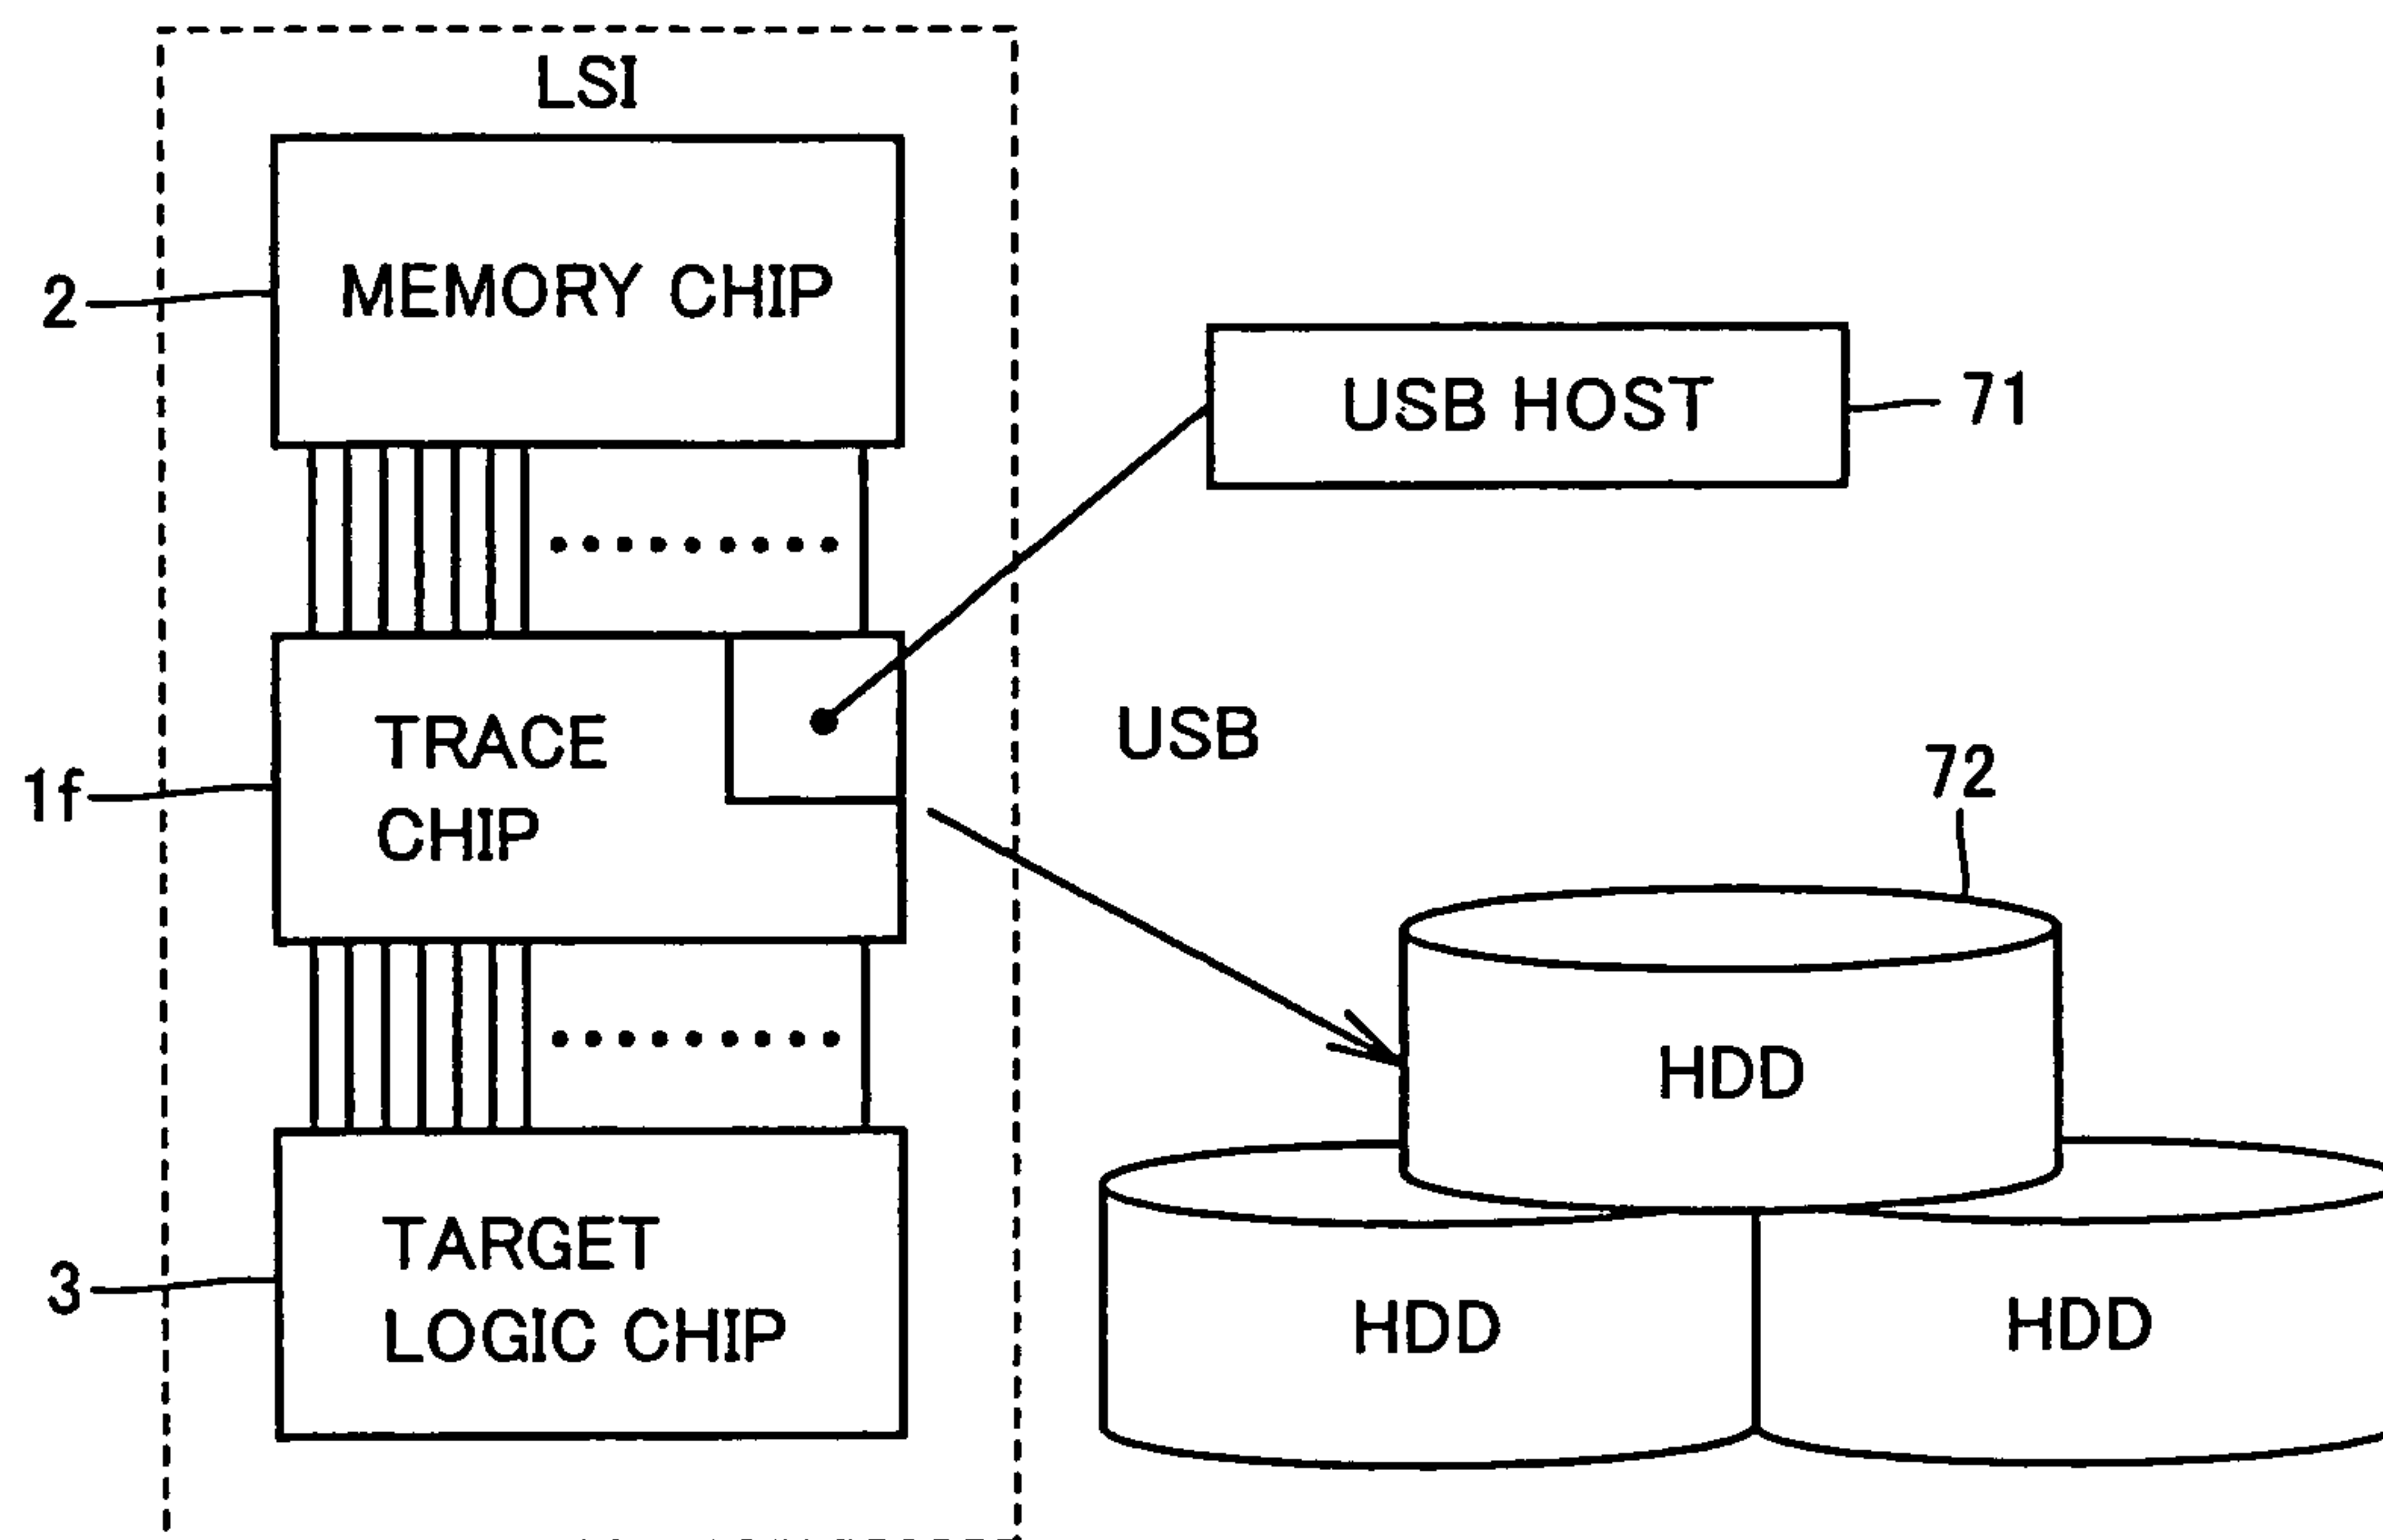 LSI
2
MEMORY CHIP
USB HOST
71
1f
TRACE
CHIP
USB
72
HDD
3
TARGET
LOGIC CHIP
HDD
HDD